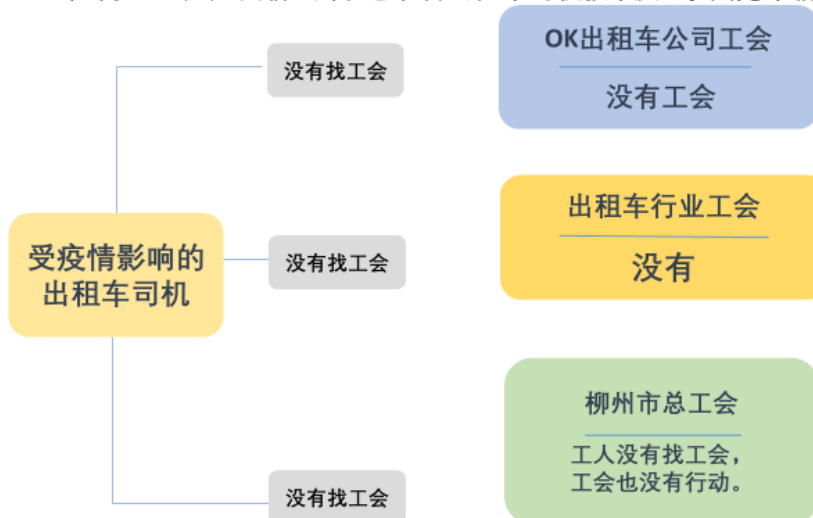 没有找工会
OK出租车公司工会
没有工会
受疫情影响的
出租车司机
没有找工会
出租车行业工会
没有
没有找工会
柳州市总工会
工人没有找工会，
工会也没有行动。